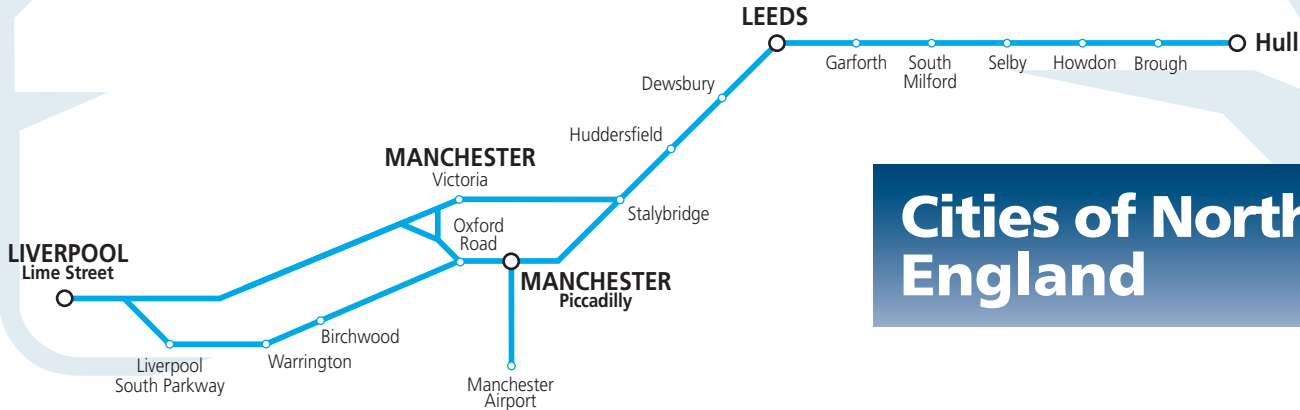 LEEDS
Hull
Garforth
South
Milford
Selby
Howdon
Brough
Dewsbury
Huddersfield
MANCHESTER
Victoria
Stalybridge
Oxford
Road
LIVERPOOL
Lime Street
MANCHESTER
Piccadilly
Birchwood
Warrington
Liverpool
South Parkway
Manchester
Airport
Cities of North
England